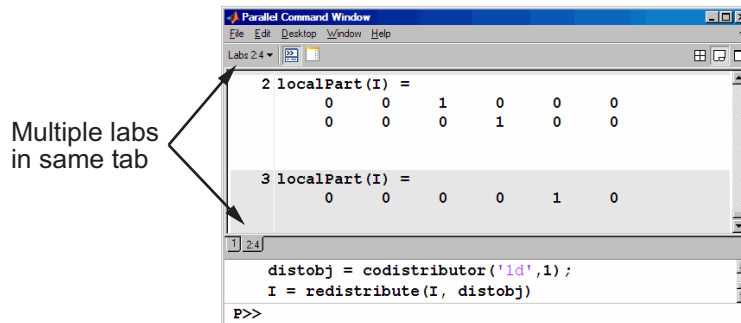 Parallel Command Window
File Edit Desktop Window Help
Labs 2:4
2 localPart(I) =
0 0 1 0 0 0
0 0 0 1 0 0
Multiple labs
in same tab
3 localPart(I) =
0 0 0 0 1 0
1 2:4
distobj = codistributor('1d',1);
I = redistribute(I, distobj)
P>>